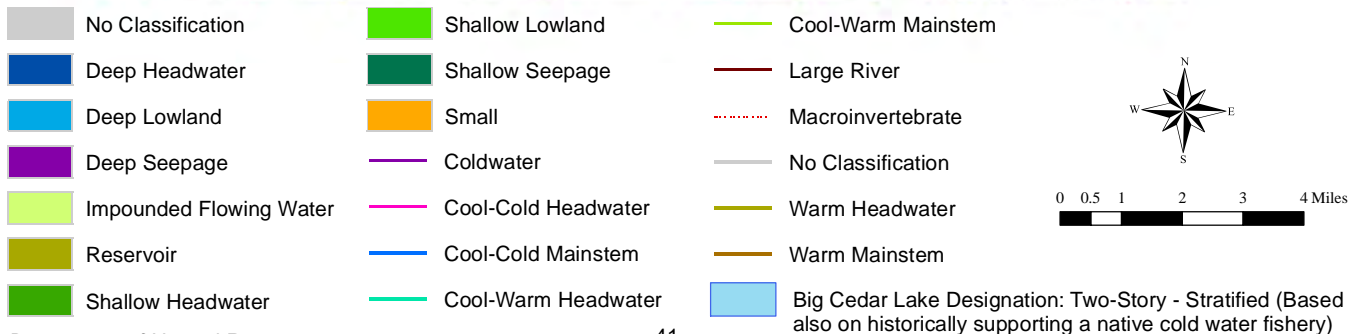 No Classification
Deep Headwater
Deep Lowland
Deep Seepage
Impounded Flowing Water
Reservoir
Shallow Headwater
Shallow Lowland
Shallow Seepage
Small
Coldwater
Cool-Cold Headwater
Cool-Cold Mainstem
Cool-Warm Headwater
Cool-Warm Mainstem
Large River
Macroinvertebrate
No Classification
Warm Headwater
Warm Mainstem
Big Cedar Lake Designation: Two-Story - Stratified (Based
also on historically supporting a native cold water fishery)
N
W E
S
0 0.5 1 2 3 4 Miles
41